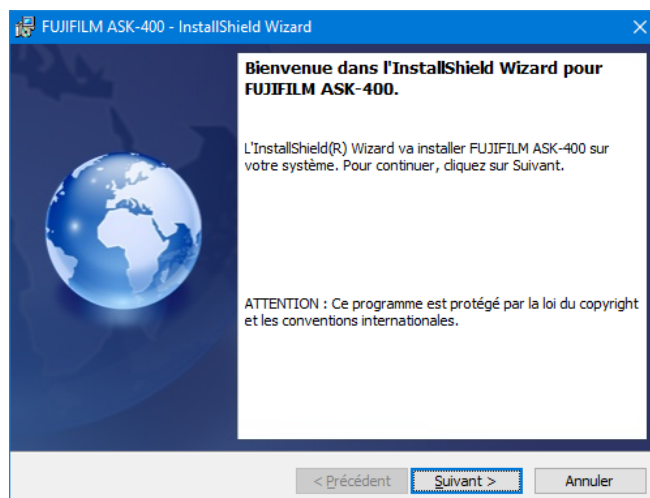 FUJIFILM ASK-400 - InstallShield Wizard
Bienvenue dans l'InstallShield Wizard pour
FUJIFILM ASK-400.
L'InstallShield(R) Wizard va installer FUJIFILM ASK-400 sur
votre système. Pour continuer, cliquez sur Suivant.
ATTENTION : Ce programme est protégé par la loi du copyright
et les conventions internationales.
< Précédent Suivant > Annuler